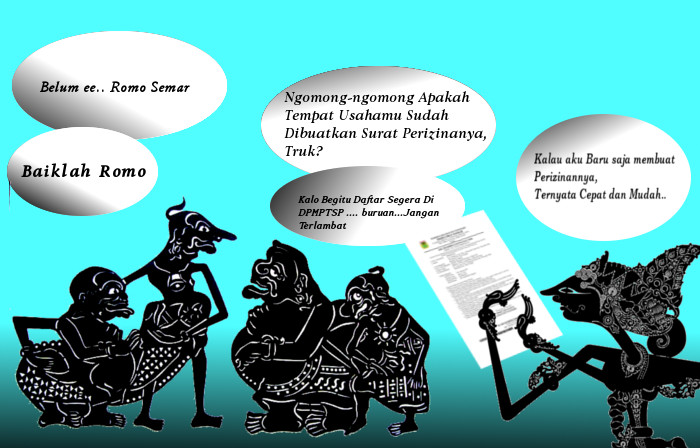 Belum ee.. Romo Semar
Baiklah Romo
Ngomong-ngomong Apakah
Tempat Usahamu Sudah
Dibuatkan Surat Perizinanya,
Truk?
Kalo Begitu Daftar Segera Di
DPMPTSP .... buruan...Jangan
Terlambat
Kalau aku Baru saja membuat
Perizinannya,
Ternyata Cepat dan Mudah..